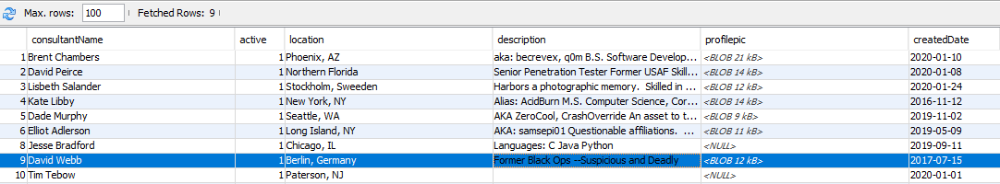 Max. rows: 100 Fetched Rows: 9
consultantName active location description profilepic createdDate
1 Brent Chambers 1 Phoenix, AZ aka: becrevex, q0m B.S. Software Develop... <BLOB 21 kB> 2020-01-10
2 David Peirce 1 Northern Florida Senior Penetration Tester Former USAF Skill... <BLOB 14 kB> 2020-01-08
3 Lisbeth Salander 1 Stockholm, Sweeden Harbors a photographic memory.  Skilled in ... <BLOB 12 kB> 2020-01-24
4 Kate Libby 1 New York, NY Alias: AcidBurn M.S. Computer Science, Cor... <BLOB 14 kB> 2016-11-12
5 Dade Murphy 1 Seattle, WA AKA ZeroCool, CrashOverride An asset to t... <BLOB 9 kB> 2019-11-02
6 Elliot Adlerson 1 Long Island, NY AKA: samsepi01 Questionable affiliations.  ... <BLOB 14 kB> 2019-05-09
8 Jesse Bradford 1 Chicago, IL Languages: C Java Python <NULL> 2019-09-11
9 David Webb 1 Berlin, Germany Former Black Ops --Suspicious and Deadly <BLOB 12 kB> 2017-07-15
10 Tim Tebow 1 Paterson, NJ <NULL> 2020-01-01